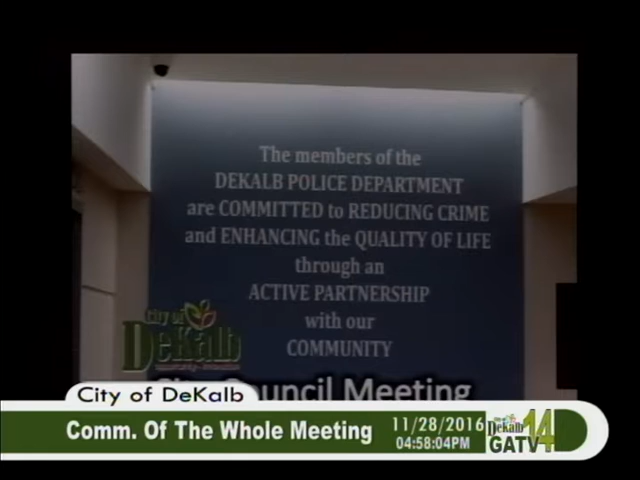 The members of the
DEKALB POLICE DEPARTMENT
are COMMITTED to REDUCING CRIME
and ENHANCING the QUALITY OF LIFE
through an
ACTIVE PARTNERSHIP
with our
COMMUNITY
City of
DeKalb
City Council Meeting
City of DeKalb
Comm. Of The Whole Meeting
11/28/2016
04:58:04PM
DeKalb
GATV
14